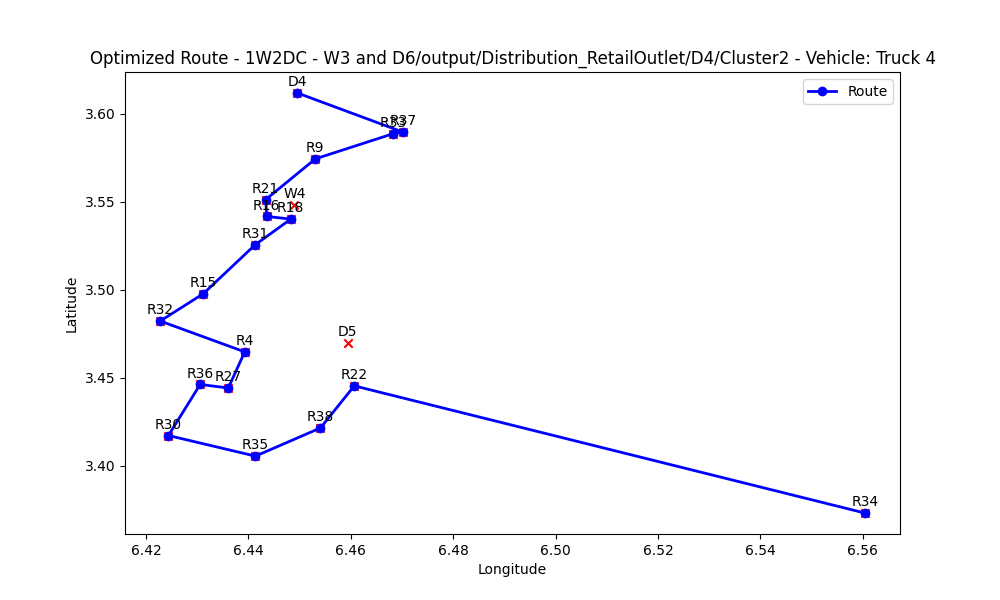 Optimized Route - 1W2DC - W3 and D6/output/Distribution_RetailOutlet/D4/Cluster2 - Vehicle: Truck 4
Route
D4
R37
R33
R9
R21
W4
R16
R18
R31
R15
R32
D5
R4
R36
R27
R22
R30
R38
R35
R34
3.60
3.55
3.50
3.45
3.40
Latitude
6.42 6.44 6.46 6.48 6.50 6.52 6.54 6.56
Longitude